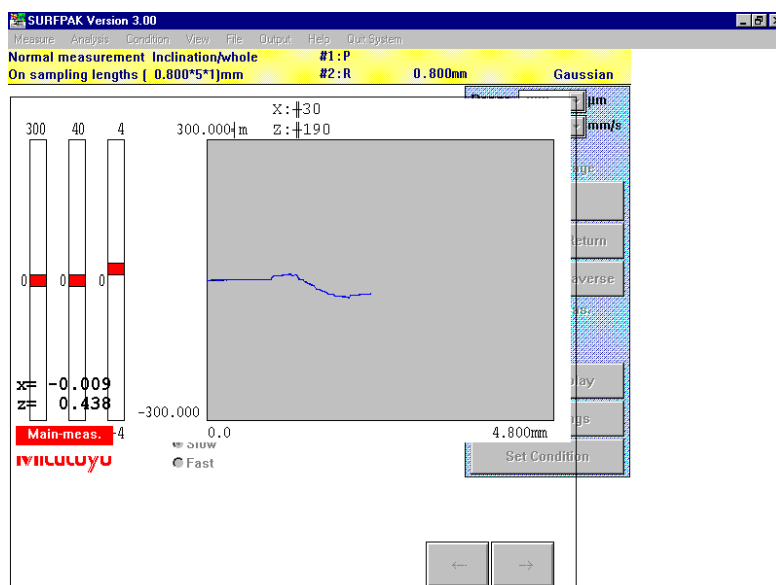 SURFPAK Version 3.00
Measure Analysis Condition View File Output Help Quit System
Normal measurement Inclination/whole #1:P
On sampling lengths ( 0.800*5*1)mm #2:R 0.800mm Gaussian
X:╫30 µm
300 40 4 300.000 m Z:╫190 mm/s
Return
0 0 0
x= -0.009
z= 0.438
-300.000
Main-meas. -4 0.0 4.800mm
Slow
Mitutoyo Fast Set Condition
← →